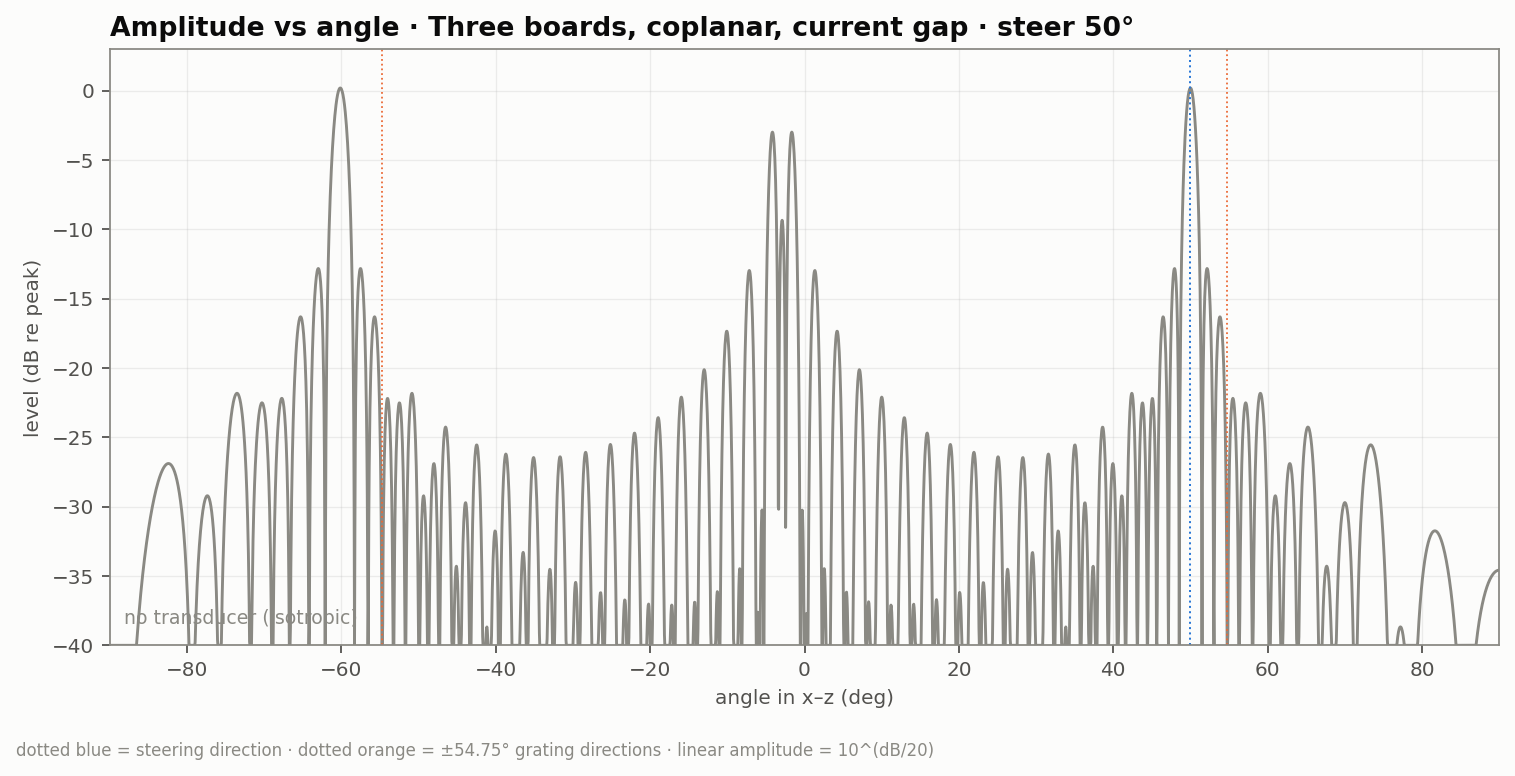 Amplitude vs angle · Three boards, coplanar, current gap · steer 50°
level (dB re peak)
0
−5
−10
−15
−20
−25
−30
−35
−40
no transducer (isotropic)
−80 −60 −40 −20 0 20 40 60 80
angle in x–z (deg)
dotted blue = steering direction · dotted orange = ±54.75° grating directions · linear amplitude = 10^(dB/20)